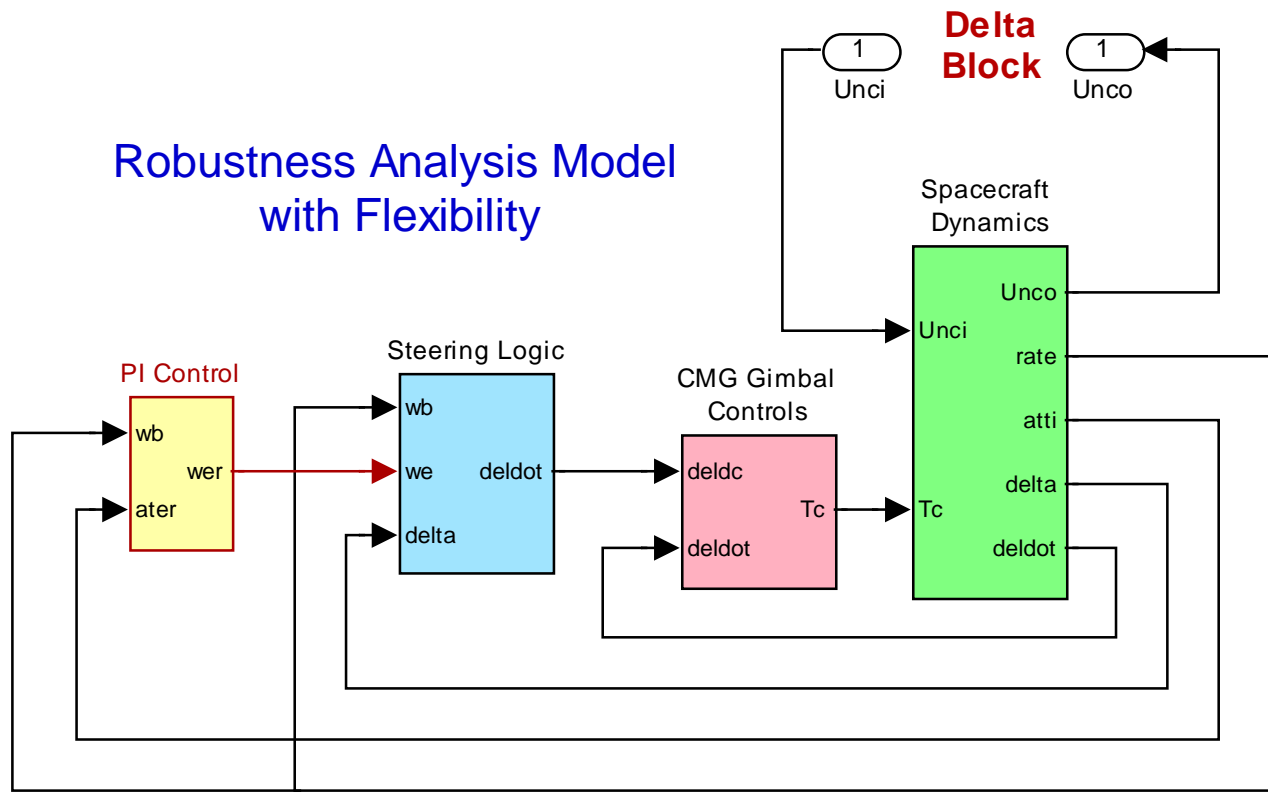 Delta
Block
1
1
Unci
Unco
Robustness Analysis Model
with Flexibility
Spacecraft
Dynamics
Unco
Unci
rate
atti
delta
Tc
deldot
Steering Logic
wb
we
deldot
delta
CMG Gimbal
Controls
deldc
Tc
deldot
PI Control
wb
wer
ater